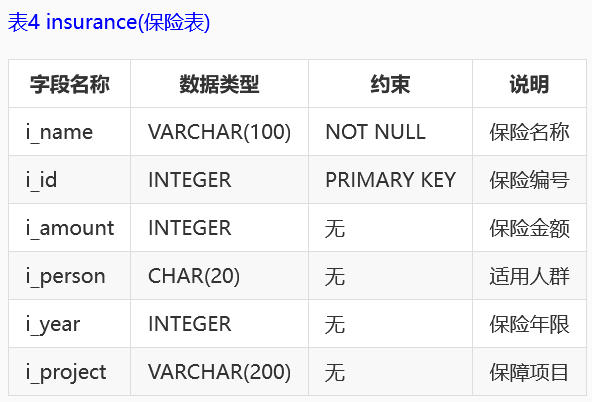 表4 insurance(保险表)
字段名称 数据类型 约束 说明
i_name VARCHAR(100) NOT NULL 保险名称
i_id INTEGER PRIMARY KEY 保险编号
i_amount INTEGER 无 保险金额
i_person CHAR(20) 无 适用人群
i_year INTEGER 无 保险年限
i_project VARCHAR(200) 无 保障项目